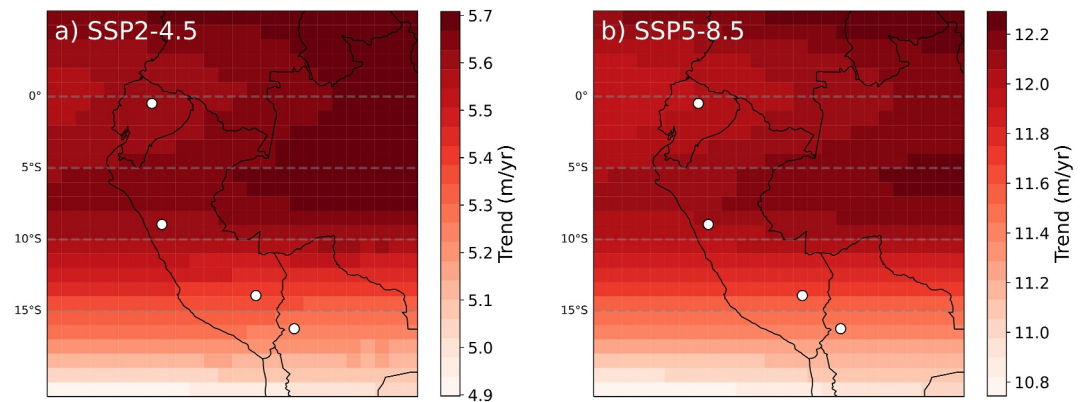 a) SSP2-4.5
0°
5°S
10°S
15°S
5.7
5.6
5.5
5.4
5.3
5.2
5.1
5.0
4.9
Trend (m/yr)
b) SSP5-8.5
0°
5°S
10°S
15°S
12.2
12.0
11.8
11.6
11.4
11.2
11.0
10.8
Trend (m/yr)